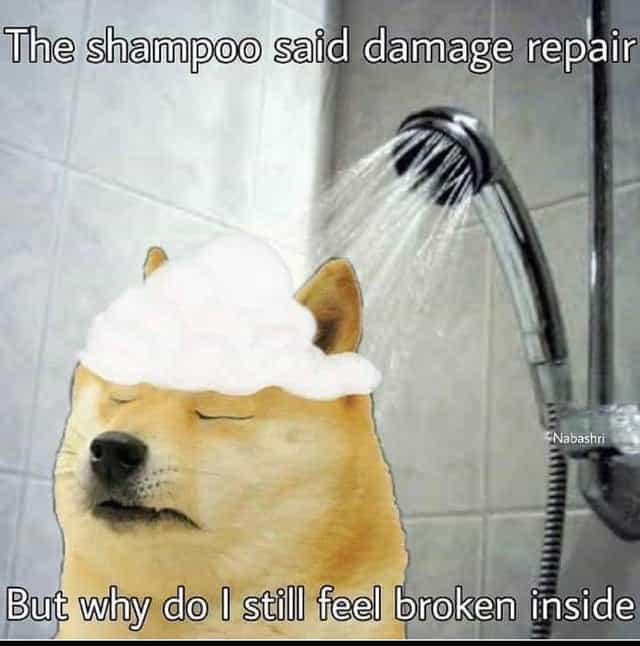 The shampoo said damage repair
Nabashri
But why do I still feel broken inside